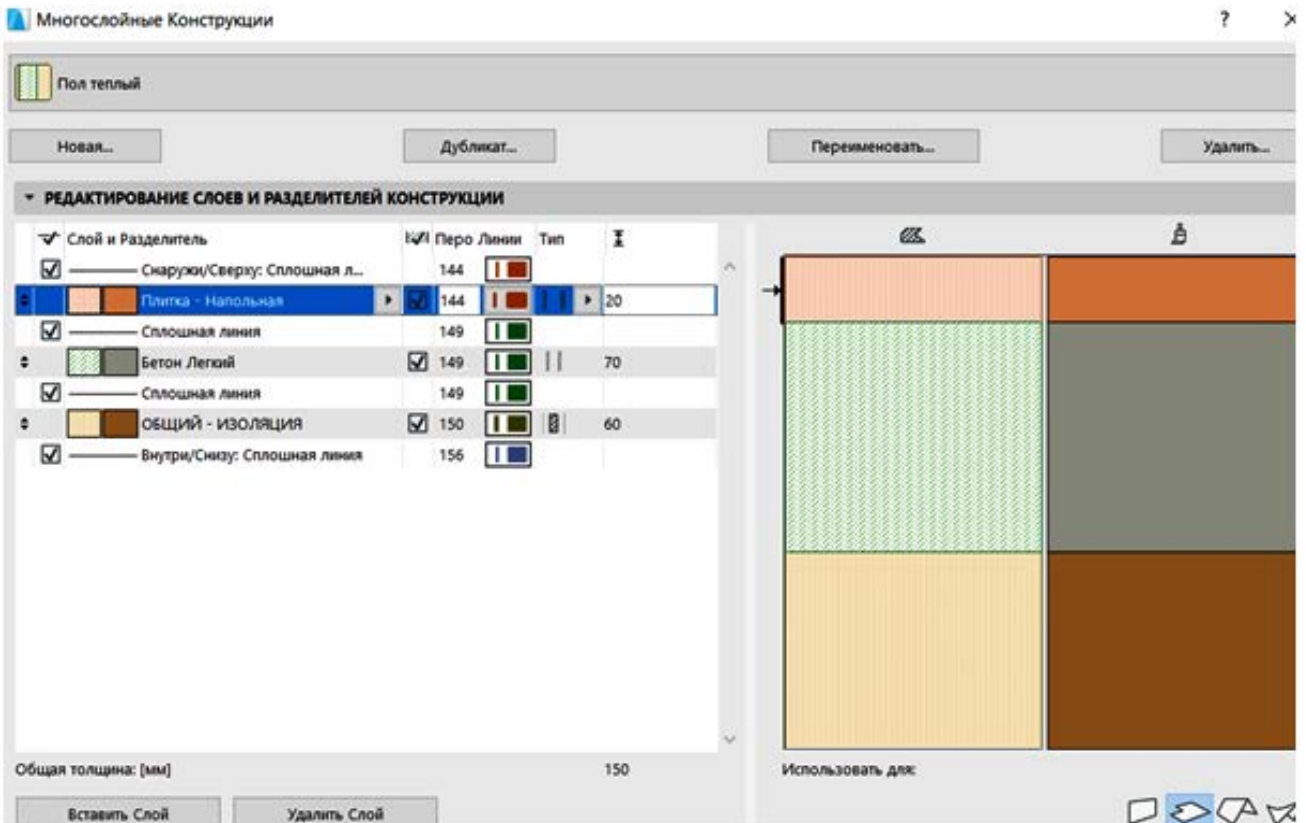 Многослойные Конструкции ? X
Пол теплый
Новая... Дубликат... Переименовать... Удалить...
РЕДАКТИРОВАНИЕ СЛОЕВ И РАЗДЕЛИТЕЛЕЙ КОНСТРУКЦИИ
Слой и Разделитель Перо Линии Тип
Снаружи/Сверху: Сплошная л... 144
Плитка - Напольная 144 20
Сплошная линия 149
Бетон Легкий 149 70
Сплошная линия 149
ОБЩИЙ - ИЗОЛЯЦИЯ 150 60
Внутри/Снизу: Сплошная линия 156
Общая толщина: [мм] 150 Использовать для:
Вставить Слой Удалить Слой